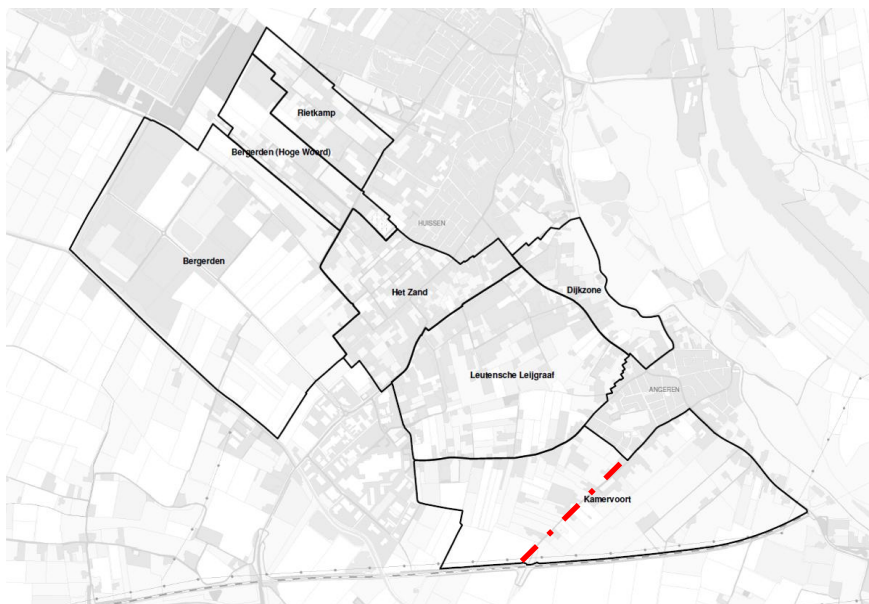 Rietkamp
Bergerden (Hoge Woerd)
HUISSEN
Bergerden
Het Zand
Dijkzone
Leutensche Leijgraaf
ANGEREN
Kamervoort